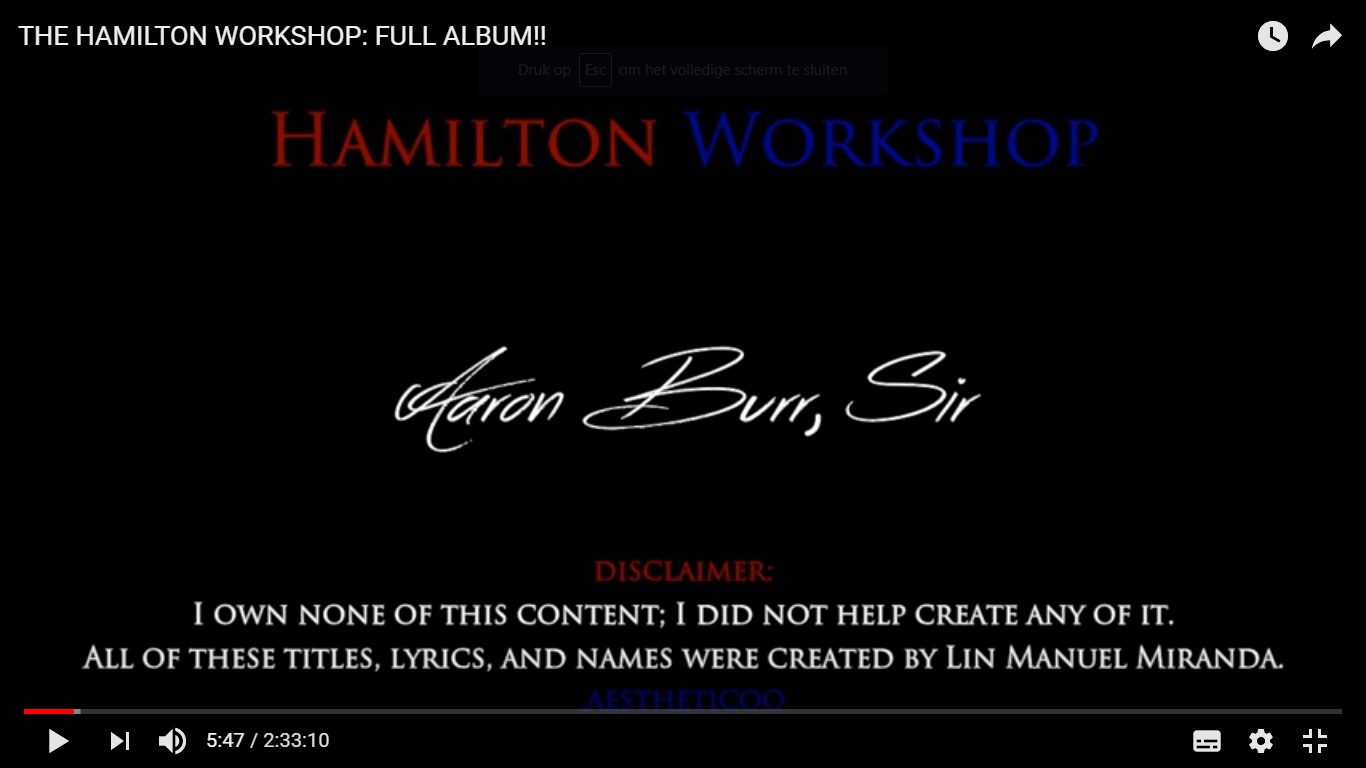 THE HAMILTON WORKSHOP: FULL ALBUM!!
Druk op Esc om het volledige scherm te sluiten
HAMILTON WORKSHOP
Aaron Burr, Sir
DISCLAIMER:
I OWN NONE OF THIS CONTENT; I DID NOT HELP CREATE ANY OF IT.
ALL OF THESE TITLES, LYRICS, AND NAMES WERE CREATED BY LIN MANUEL MIRANDA.
.AESTHETICOO
5:47 / 2:33:10